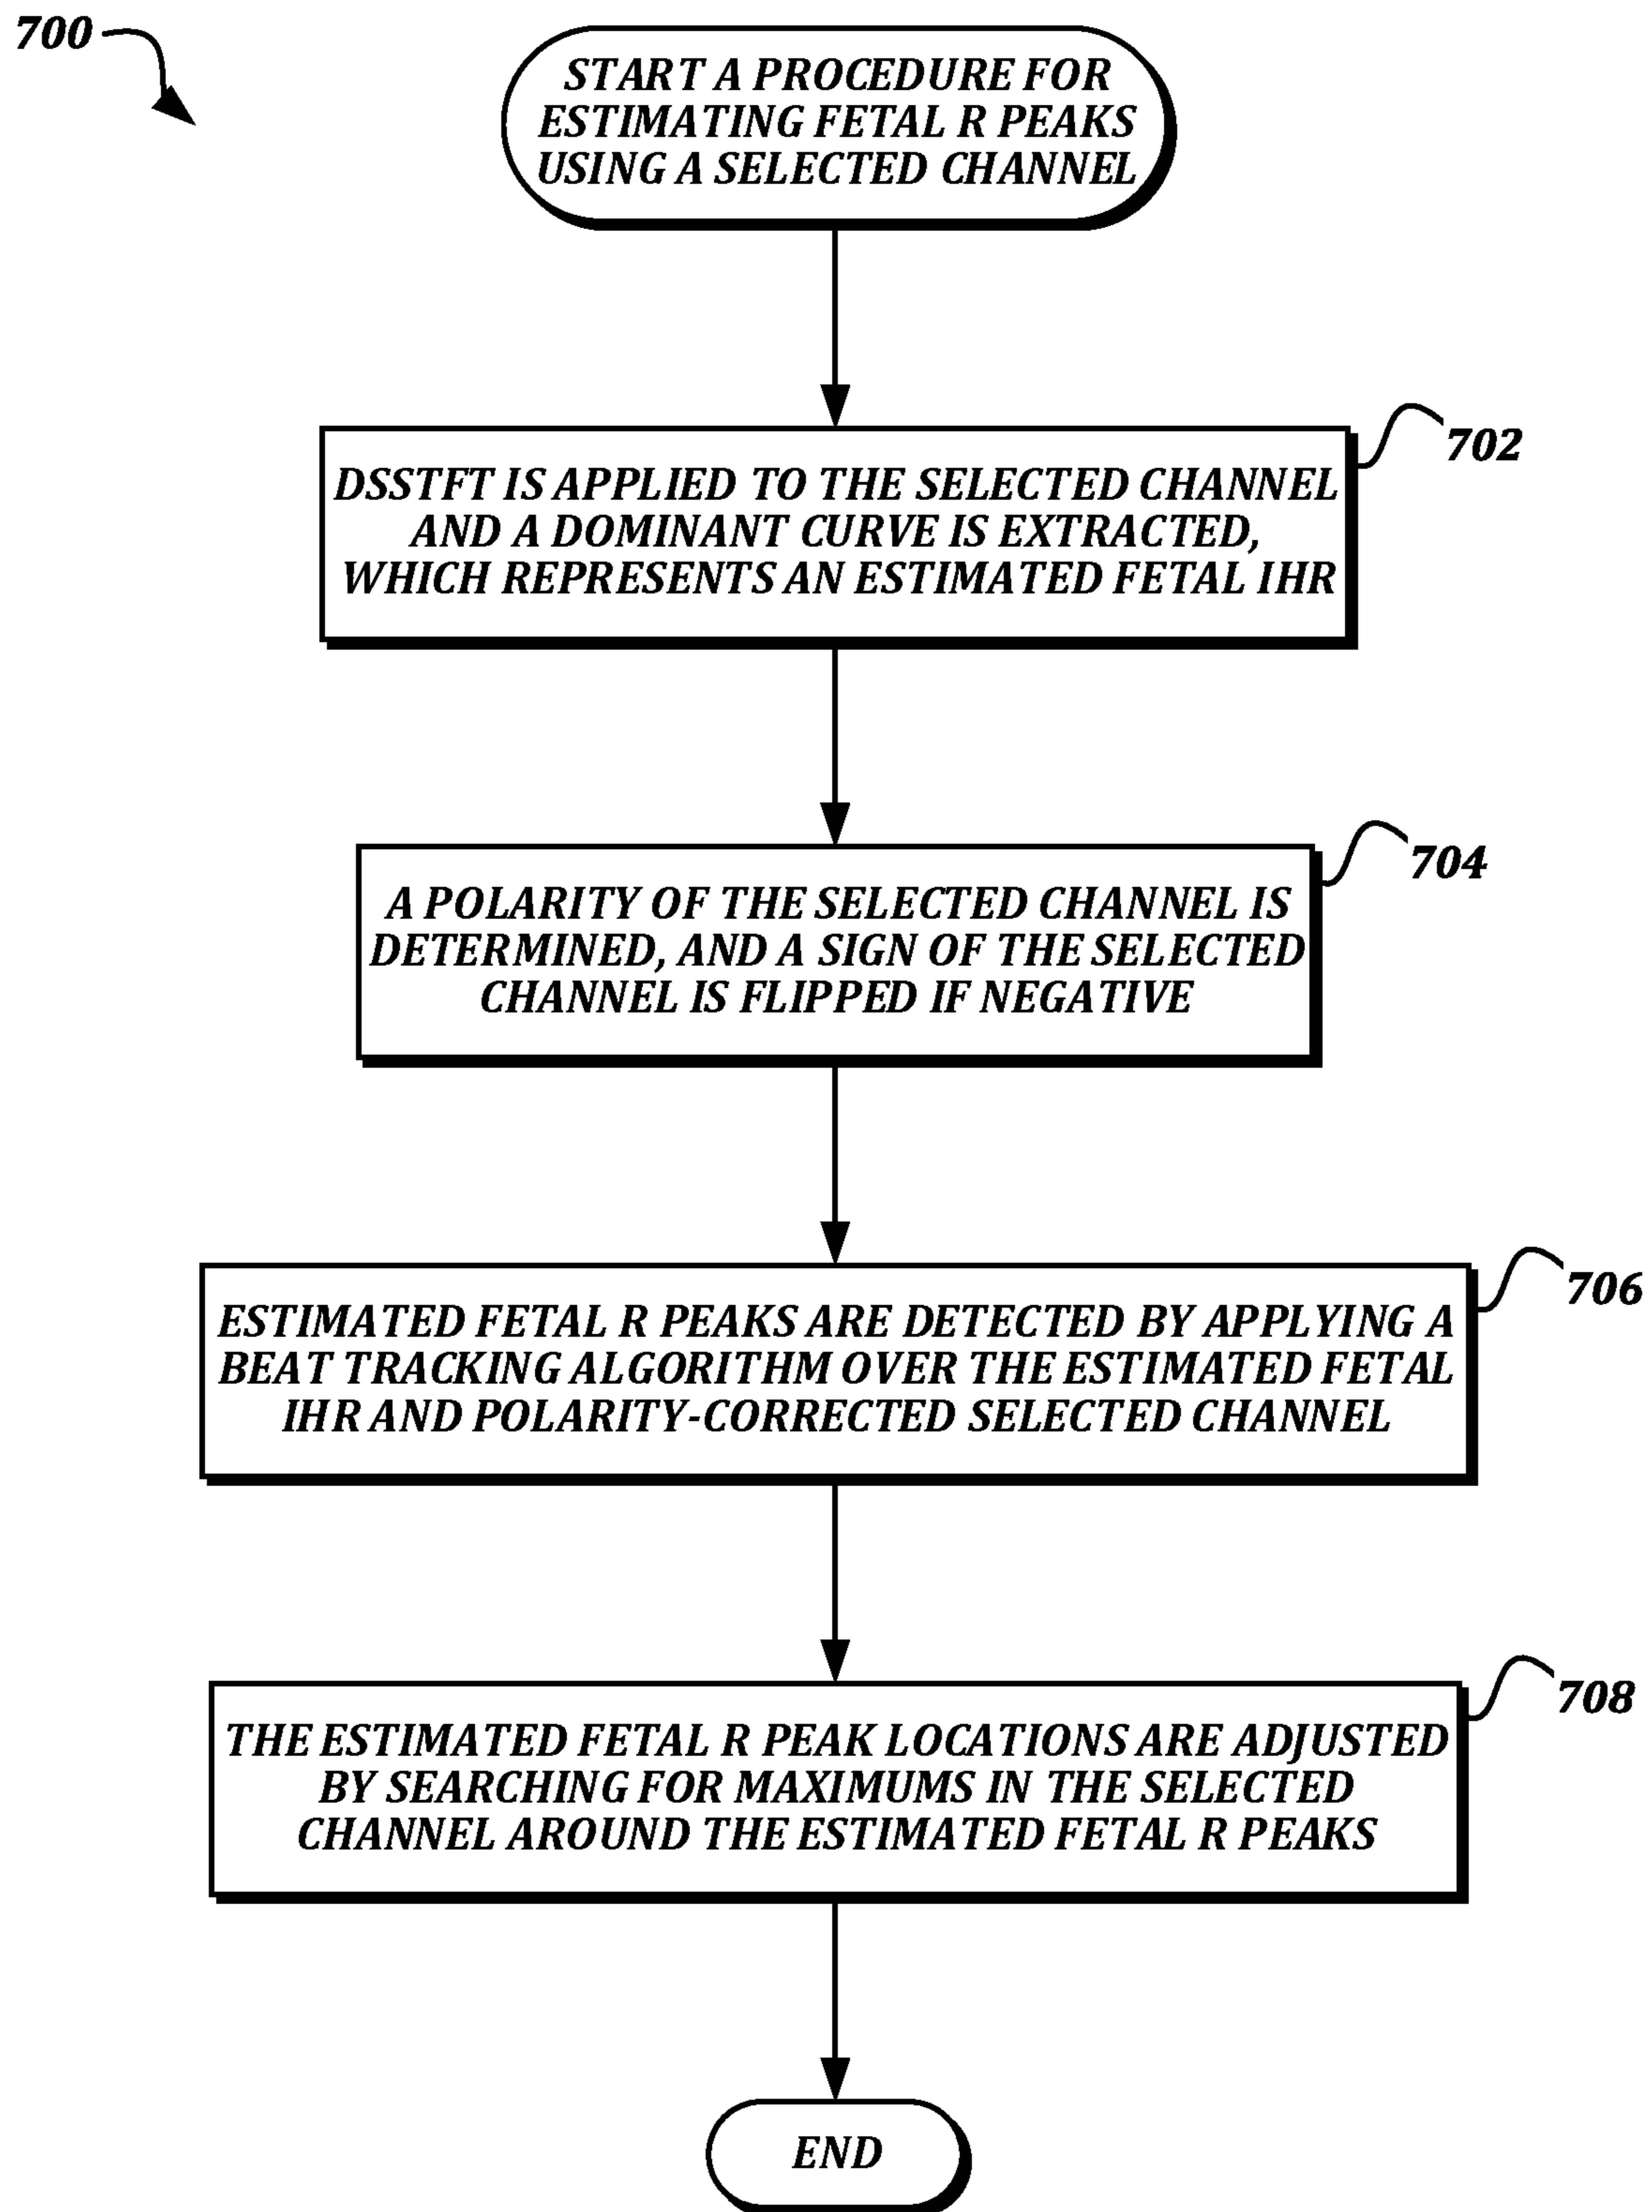 700
START A PROCEDURE FOR
ESTIMATING FETAL R PEAKS
USING A SELECTED CHANNEL
702
DSSTFT IS APPLIED TO THE SELECTED CHANNEL
AND A DOMINANT CURVE IS EXTRACTED,
WHICH REPRESENTS AN ESTIMATED FETAL IHR
704
A POLARITY OF THE SELECTED CHANNEL IS
DETERMINED, AND A SIGN OF THE SELECTED
CHANNEL IS FLIPPED IF NEGATIVE
706
ESTIMATED FETAL R PEAKS ARE DETECTED BY APPLYING A
BEAT TRACKING ALGORITHM OVER THE ESTIMATED FETAL
IHR AND POLARITY-CORRECTED SELECTED CHANNEL
708
THE ESTIMATED FETAL R PEAK LOCATIONS ARE ADJUSTED
BY SEARCHING FOR MAXIMUMS IN THE SELECTED
CHANNEL AROUND THE ESTIMATED FETAL R PEAKS
END